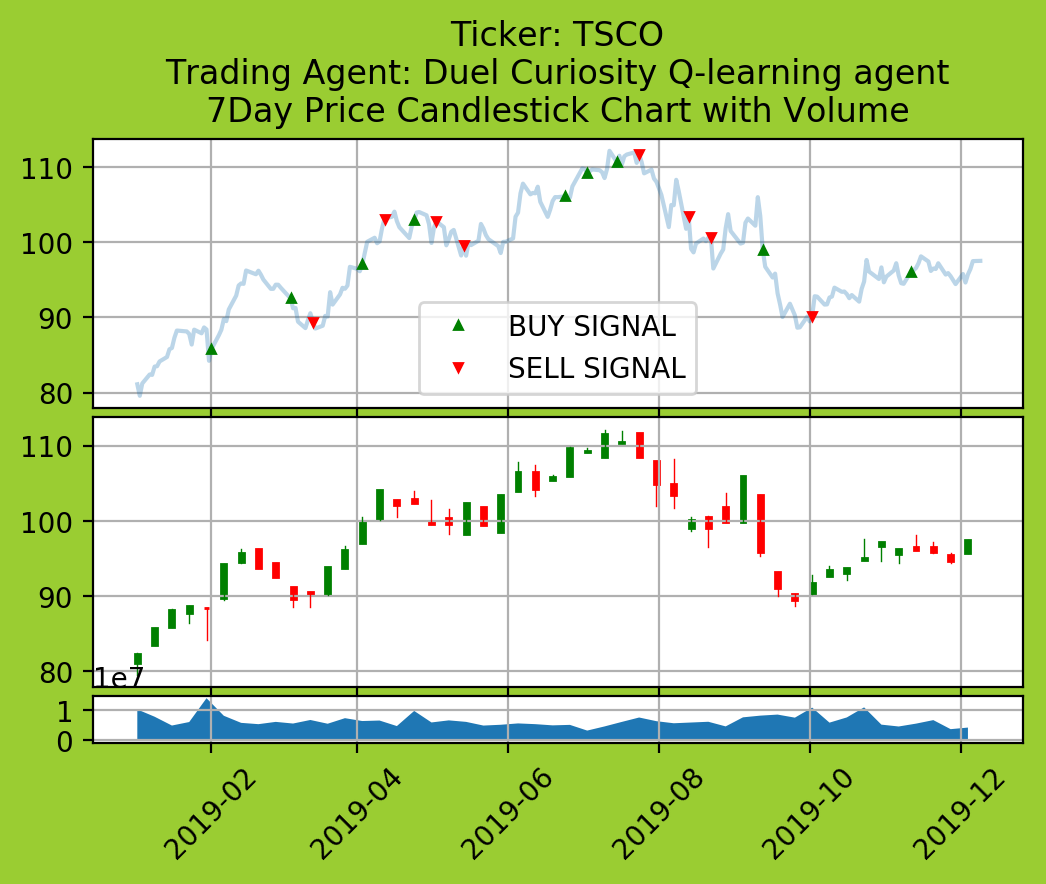 Ticker: TSCO
Trading Agent: Duel Curiosity Q-learning agent
7Day Price Candlestick Chart with Volume
110
100
90
80
BUY SIGNAL
SELL SIGNAL
110
100
90
80
1e7
1
0
2019-02
2019-04
2019-06
2019-08
2019-10
2019-12